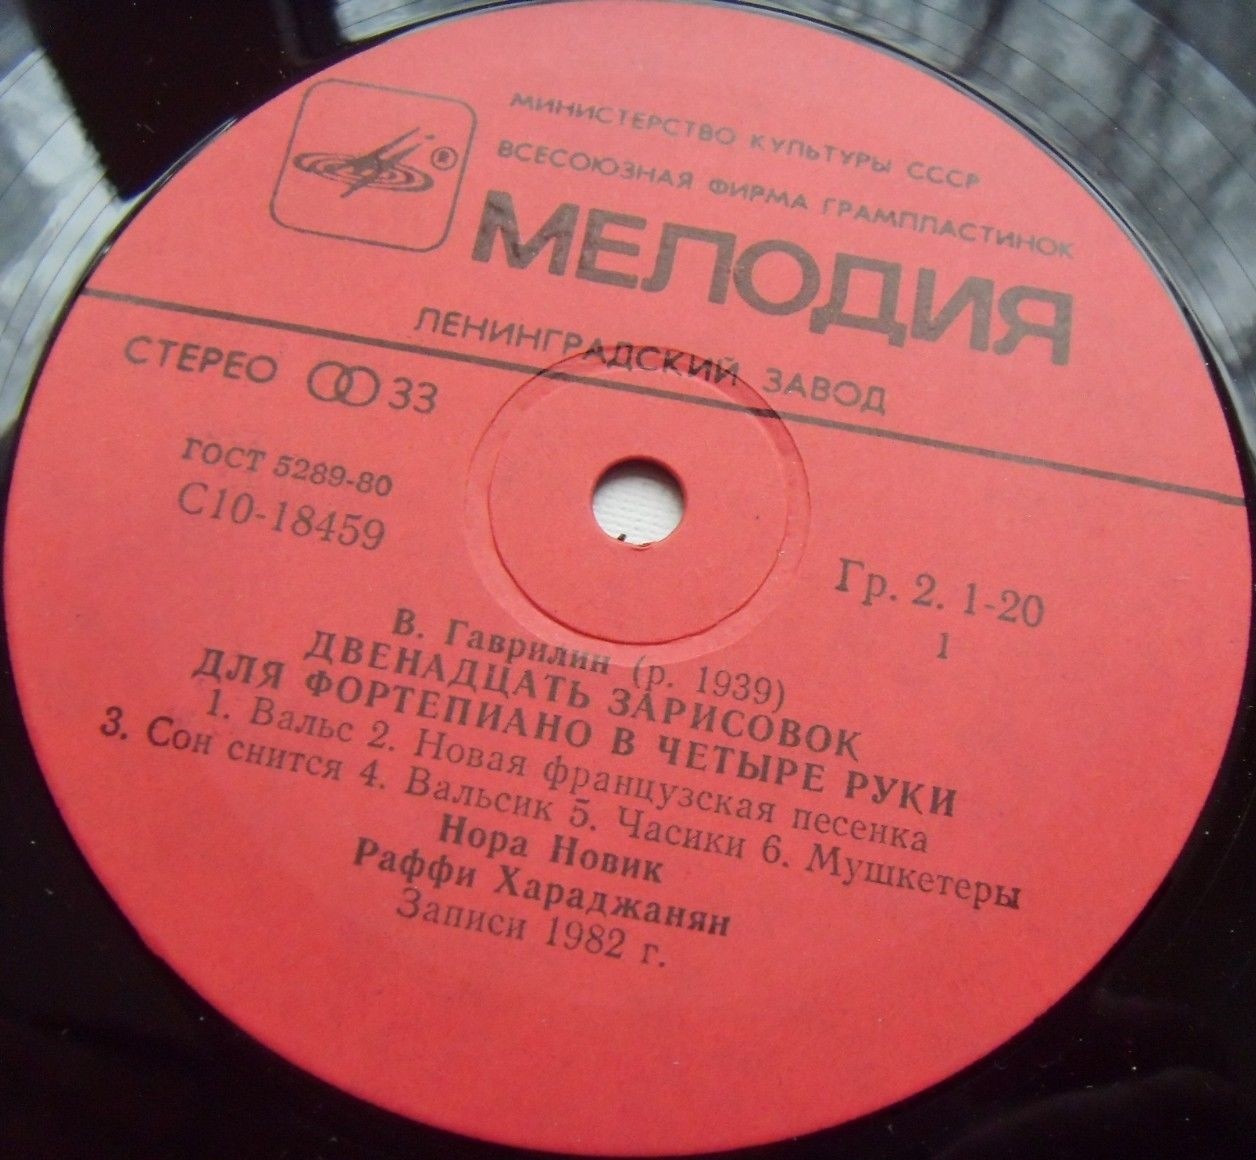 МИНИСТЕРСТВО КУЛЬТУРЫ СССР
ВСЕСОЮЗНАЯ ФИРМА ГРАМПЛАСТИНОК
®
МЕЛОДИЯ
ЛЕНИНГРАДСКИЙ ЗАВОД
СТЕРЕО 33
ГОСТ 5289-80
С10-18459
Гр. 2. 1-20
1
В. Гаврилин (р. 1939)
ДВЕНАДЦАТЬ ЗАРИСОВОК
ДЛЯ ФОРТЕПИАНО В ЧЕТЫРЕ РУКИ
1. Вальс 2. Новая французская песенка
3. Сон снится 4. Вальсик 5. Часики 6. Мушкетеры
Нора Новик
Раффи Хараджанян
Записи 1982 г.